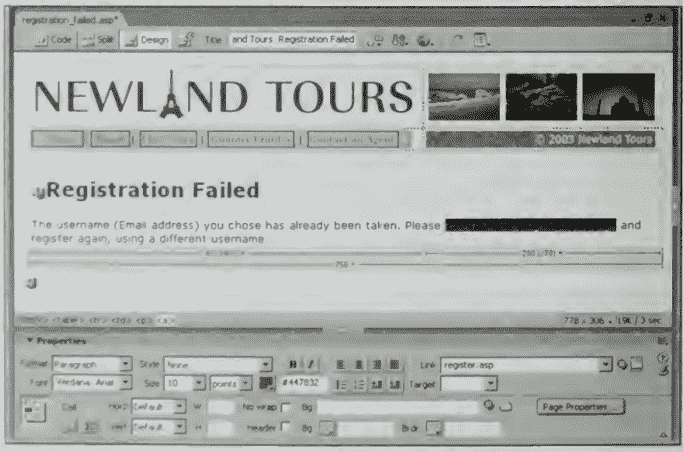 registration_failed.asp*
Code Split Design Title and Tours Registration Failed
NEWLAND TOURS
© 2003 Newland Tours
Registration Failed
The username (Email address) you chose has already been taken. Please and
register again, using a different username
750
778 x 306 19K / 3 sec
Properties
Format Paragraph Style None B I Link register.asp
Font Verdana, Arial Size 10 points #447832 Target
Cell Horz Default W No wrap Bg Page Properties ...
Vert Default H Header Bg Brdr